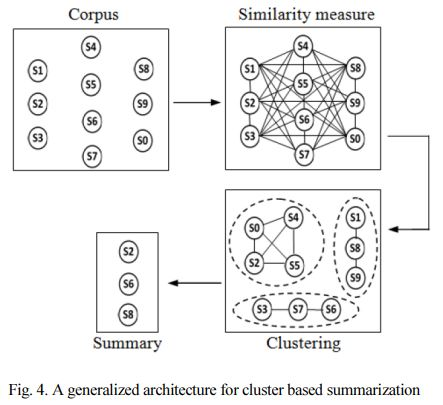 Corpus
Similarity measure
S4
S1
S8
S5
S2
S9
S6
S3
S0
S7
S4
S1
S8
S5
S2
S9
S6
S3
S0
S7
S0
S4
S2
S5
S1
S8
S9
S3
S7
S6
S2
S6
S8
Summary
Clustering
Fig. 4. A generalized architecture for cluster based summarization